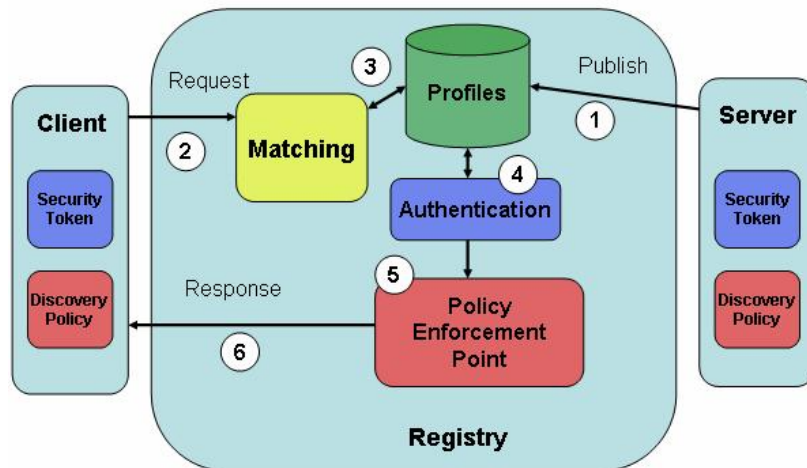 Client
Security
Token
Discovery
Policy
Request
2
Matching
3
Profiles
Publish
1
4
Authentication
5
Policy
Enforcement
Point
Response
6
Registry
Server
Security
Token
Discovery
Policy